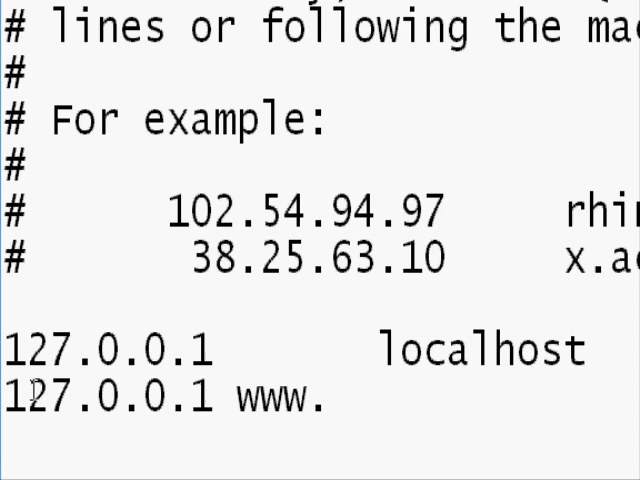 # lines or following the
#
# For example:
#
# 102.54.94.97
# 38.25.63.10
127.0.0.1 localhost
127.0.0.1 www.